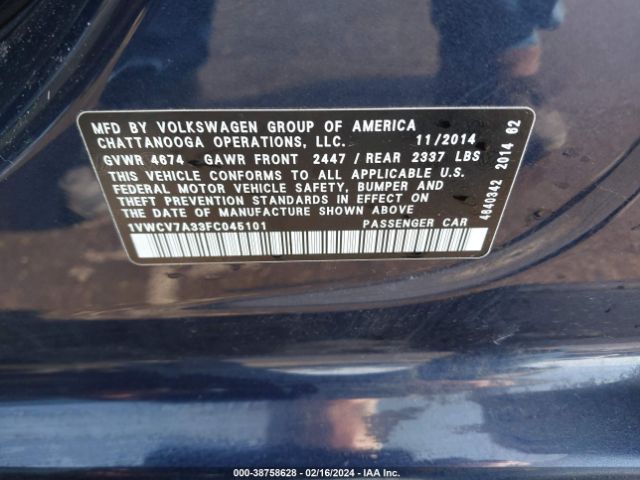 MFD BY VOLKSWAGEN GROUP OF AMERICA
CHATTANOOGA OPERATIONS, LLC. 11/2014
GVWR 4674 GAWR FRONT 2447 / REAR 2337 LBS
THIS VEHICLE CONFORMS TO ALL APPLICABLE U.S.
FEDERAL MOTOR VEHICLE SAFETY, BUMPER AND
THEFT PREVENTION STANDARDS IN EFFECT ON
THE DATE OF MANUFACTURE SHOWN ABOVE
1VWCV7A33FC045101 PASSENGER CAR
4640342 2014 62
000-38758628 - 02/16/2024 - IAA Inc.